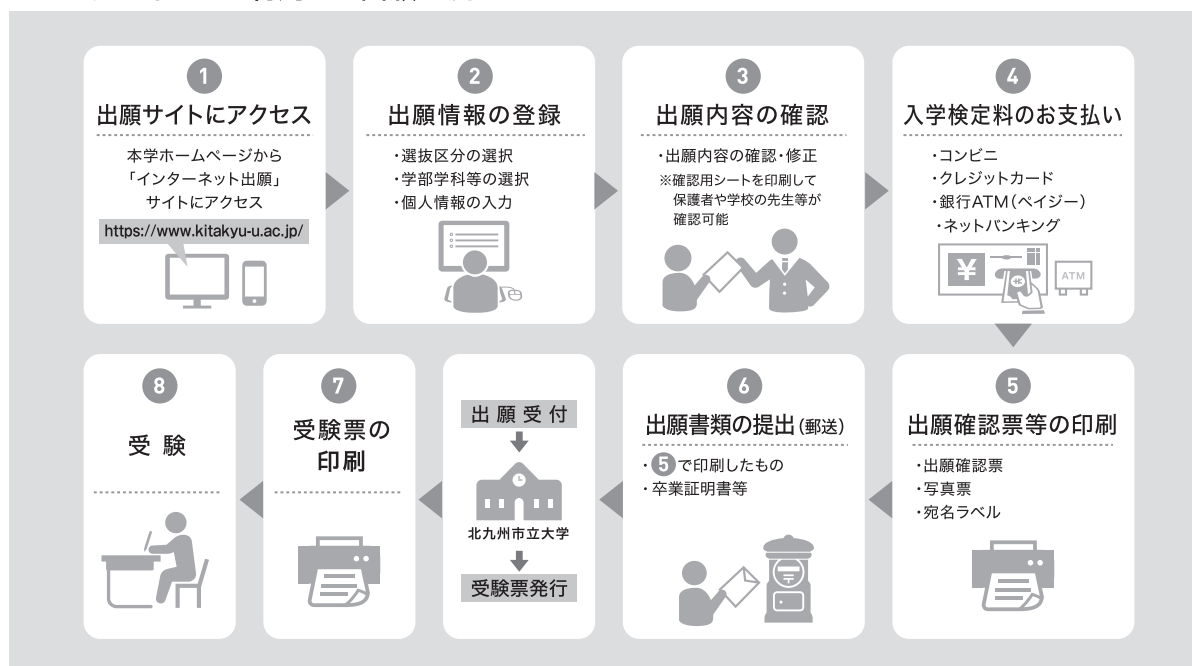 1
出願サイトにアクセス
本学ホームページから
「インターネット出願」
サイトにアクセス
https://www.kitakyu-u.ac.jp/
2
出願情報の登録
・選抜区分の選択
・学部学科等の選択
・個人情報の入力
3
出願内容の確認
・出願内容の確認・修正
※確認用シートを印刷して
保護者や学校の先生等が
確認可能
4
入学検定料のお支払い
・コンビニ
・クレジットカード
・銀行ATM（ペイジー）
・ネットバンキング
¥
ATM
5
出願確認票等の印刷
・出願確認票
・写真票
・宛名ラベル
6
出願書類の提出（郵送）
・5で印刷したもの
・卒業証明書等
〒
出願受付
北九州市立大学
受験票発行
7
受験票の
印刷
8
受験